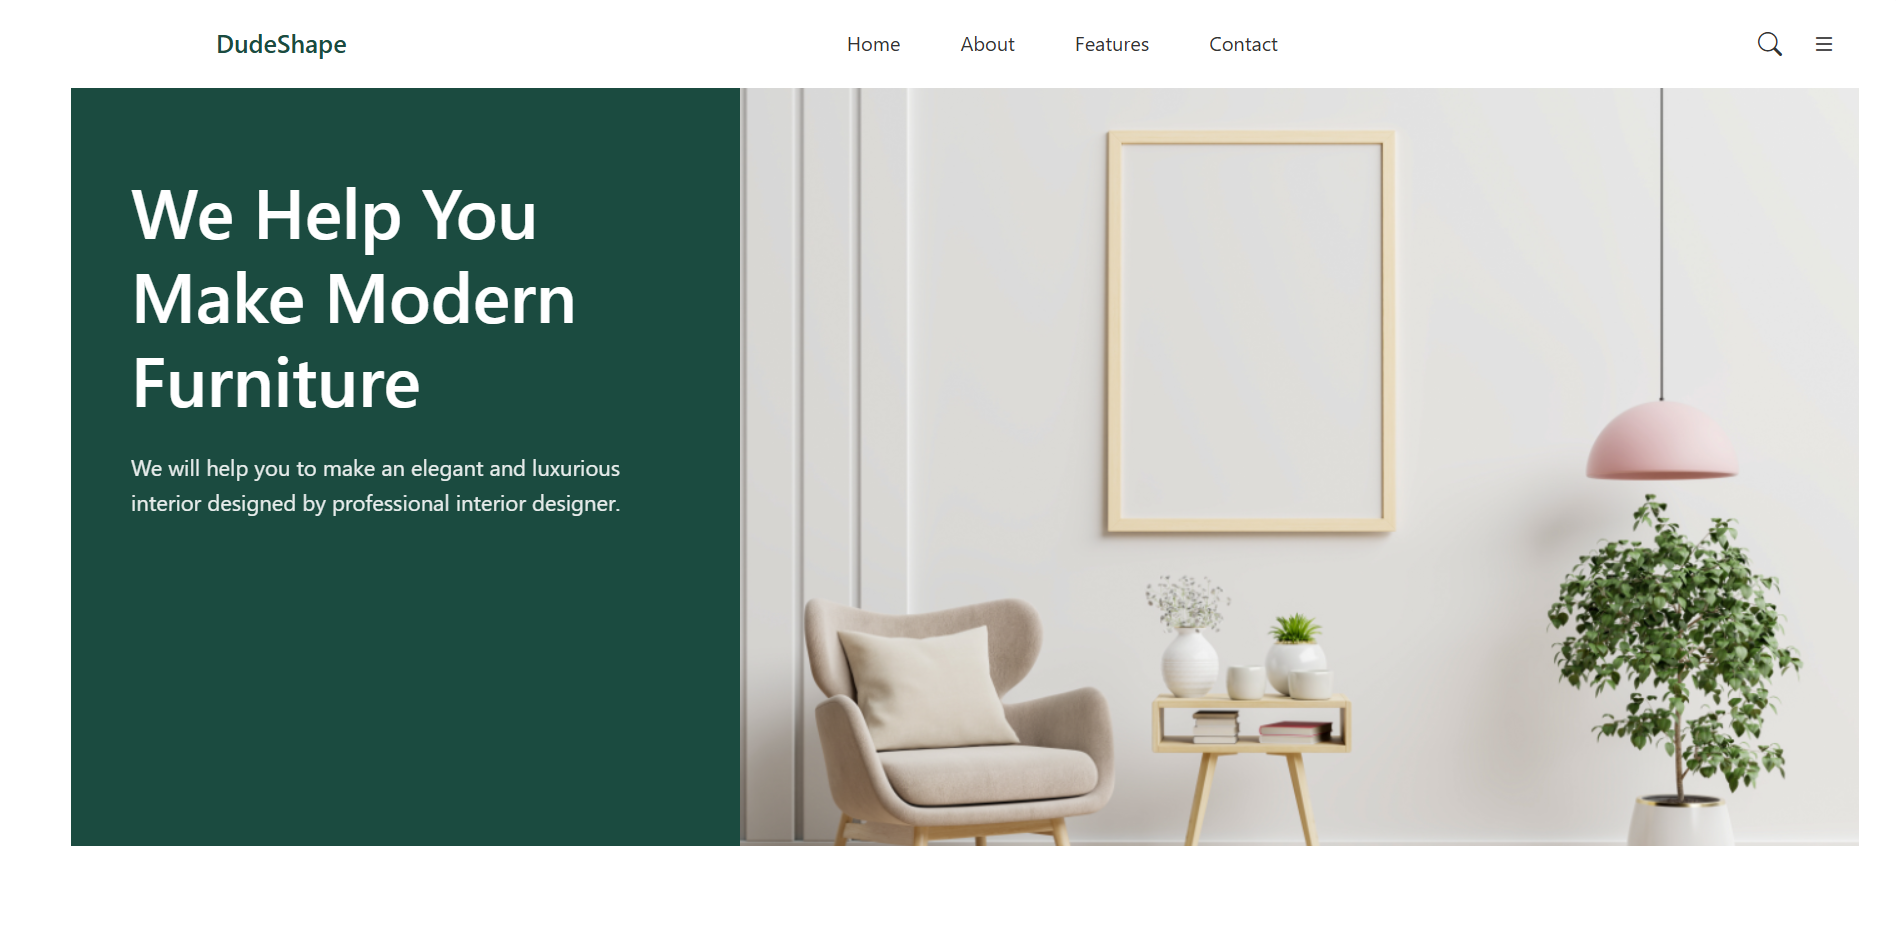 DudeShape
Home About Features Contact
We Help You
Make Modern
Furniture
We will help you to make an elegant and luxurious
interior designed by professional interior designer.